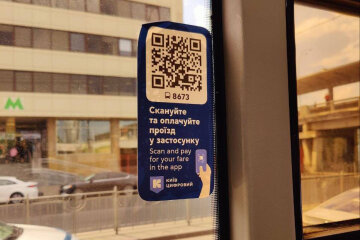 8673
Скануйте
та оплачуйте
проїзд
у застосунку
Scan and pay
for your fare
in the app
КИЇВ
ЦИФРОВИЙ
М